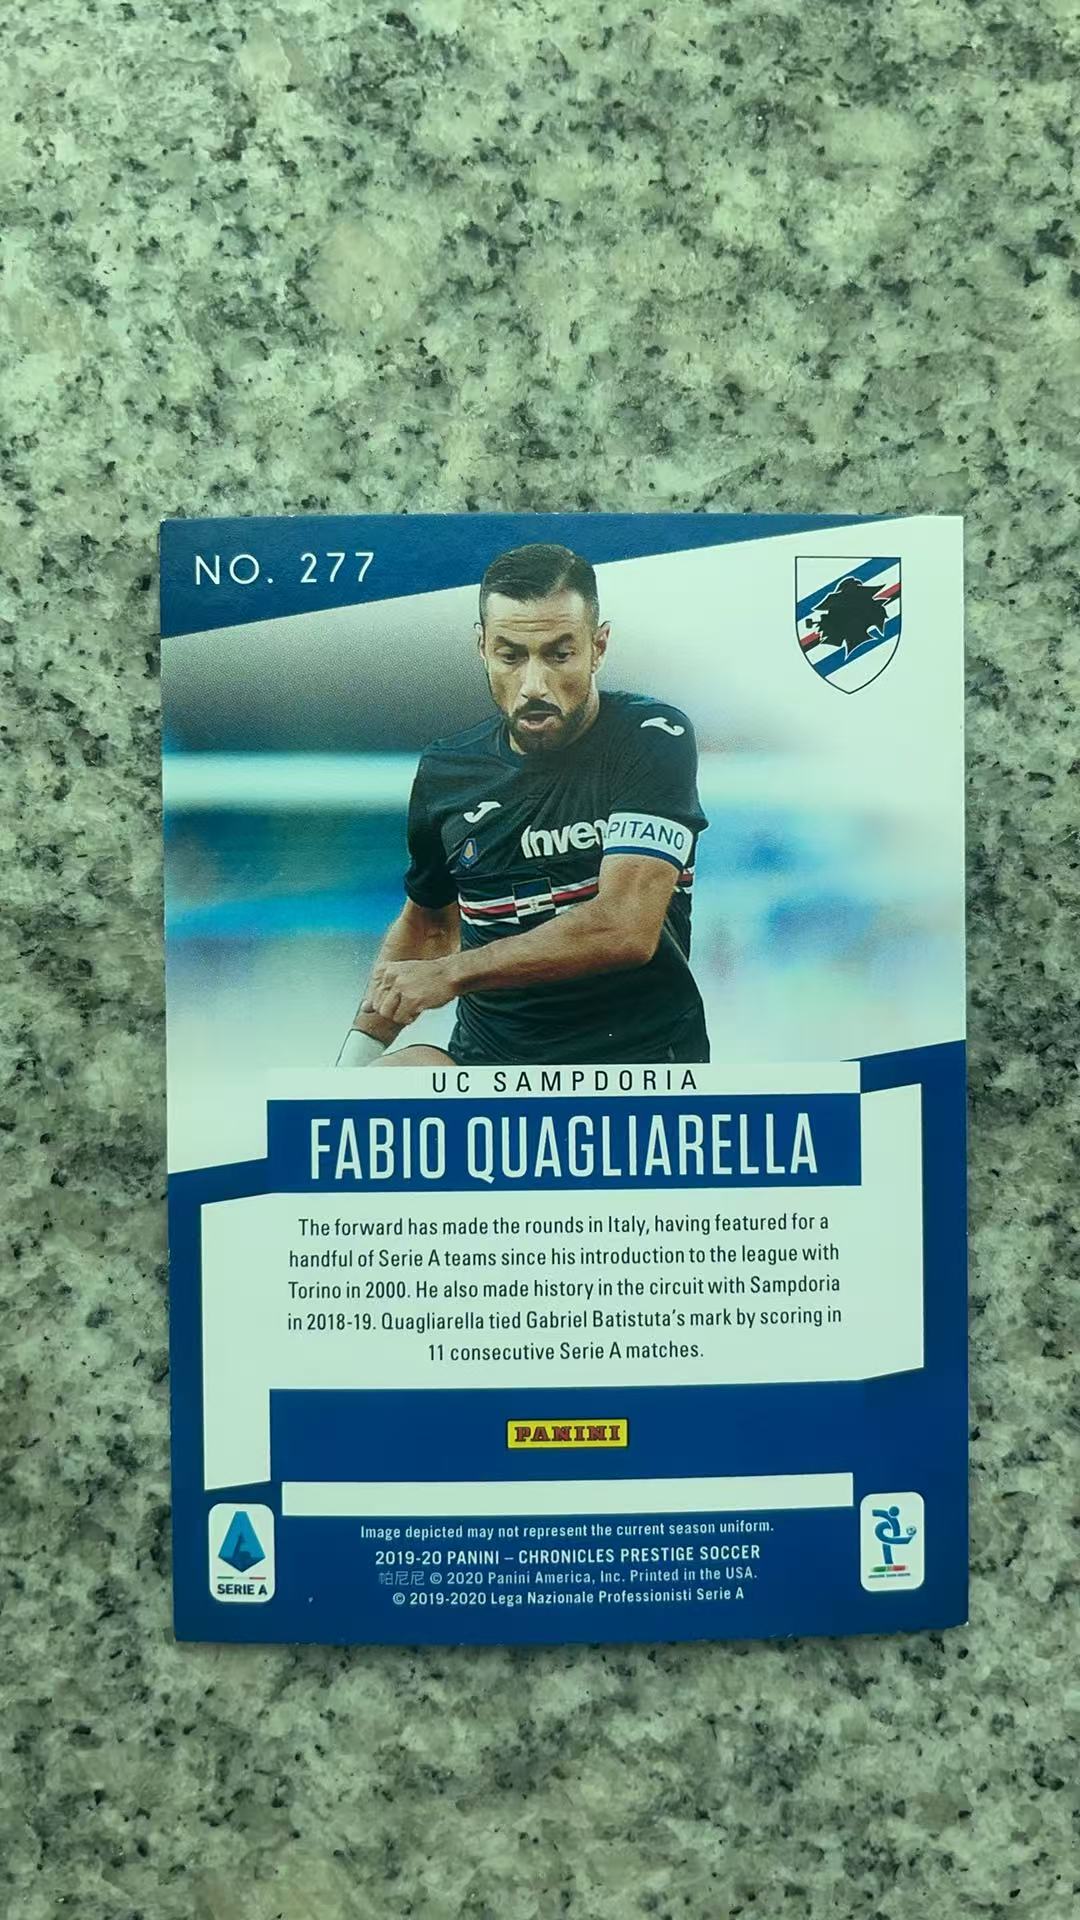 NO. 277
Inve
PITANO
UC SAMPDORIA
FABIO QUAGLIARELLA
The forward has made the rounds in Italy, having featured for a
handful of Serie A teams since his introduction to the league with
Torino in 2000. He also made history in the circuit with Sampdoria
in 2018-19. Quagliarella tied Gabriel Batistuta's mark by scoring in
11 consecutive Serie A matches.
PANINI
Image depicted may not represent the current season uniform.
2019-20 PANINI – CHRONICLES PRESTIGE SOCCER
帕尼尼 © 2020 Panini America, Inc. Printed in the USA.
© 2019-2020 Lega Nazionale Professionisti Serie A
SERIE A